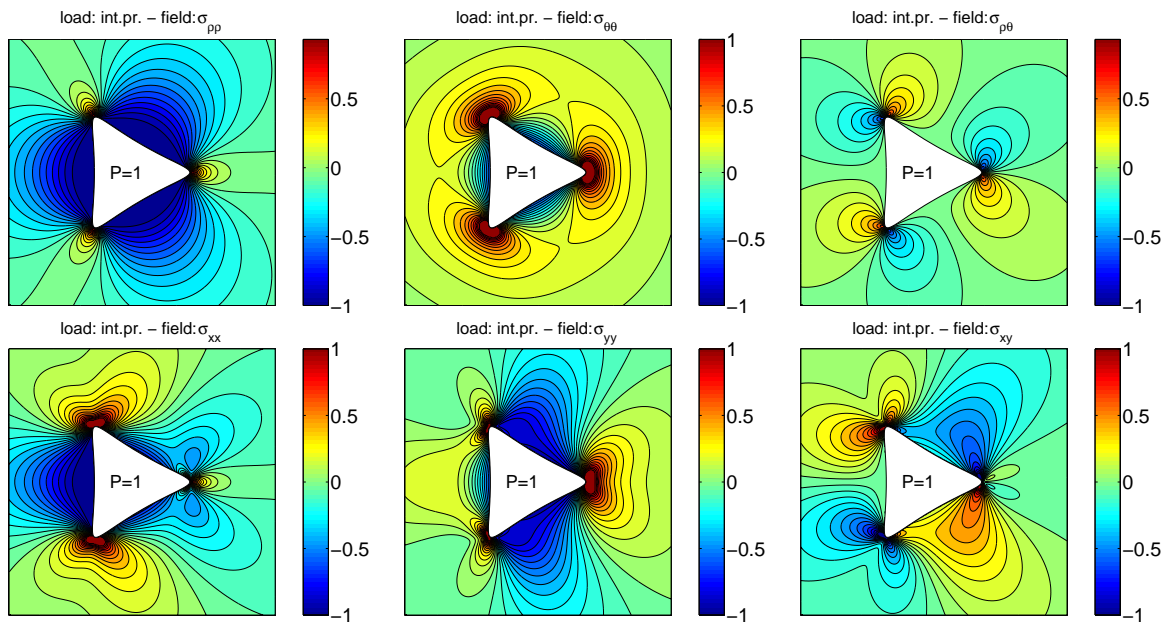 load: int.pr. − field:σρρ
load: int.pr. − field:σθθ
load: int.pr. − field:σρθ
P=1
0.5
0
−0.5
−1
P=1
1
0.5
0
−0.5
−1
P=1
0.5
0
−0.5
−1
load: int.pr. − field:σxx
load: int.pr. − field:σyy
load: int.pr. − field:σxy
P=1
1
0.5
0
−0.5
−1
P=1
1
0.5
0
−0.5
−1
P=1
1
0.5
0
−0.5
−1